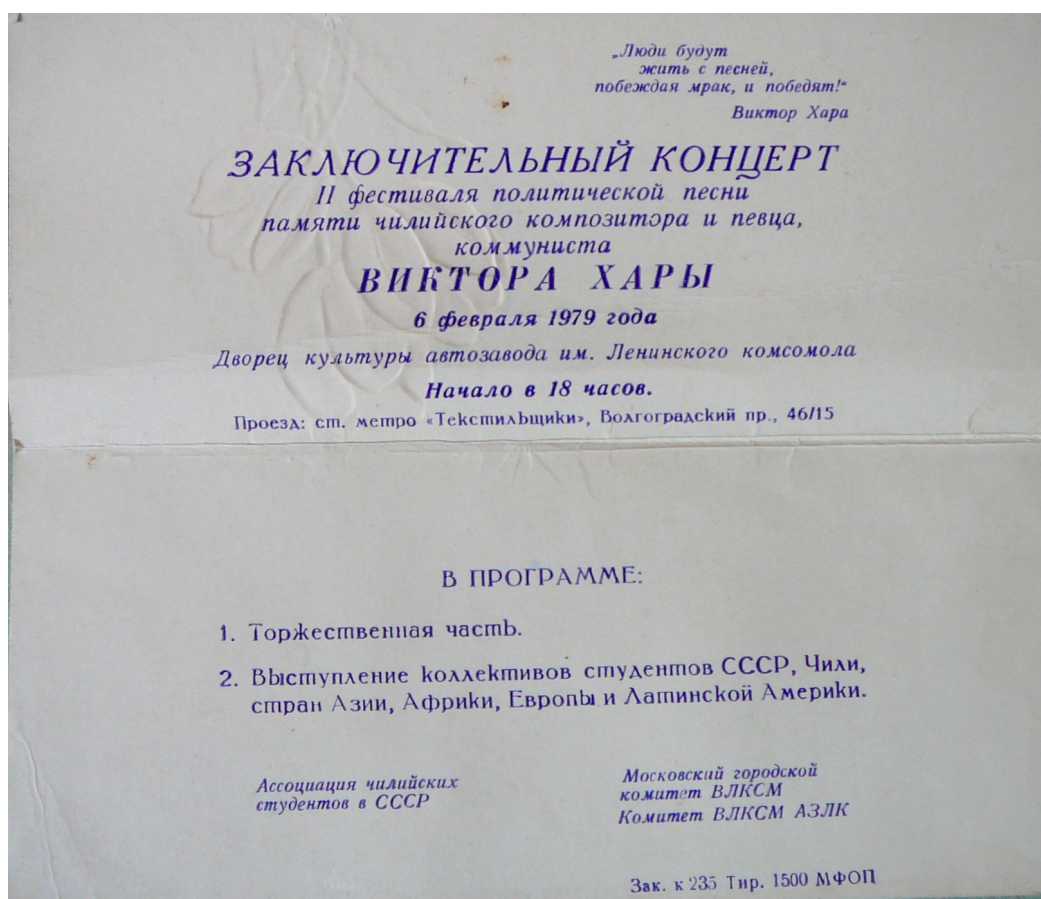 „Люди будут
жить с песней,
побеждая мрак, и победят!“
Виктор Хара
ЗАКЛЮЧИТЕЛЬНЫЙ КОНЦЕРТ
II фестиваля политической песни
памяти чилийского композитора и певца,
коммуниста
ВИКТОРА ХАРЫ
6 февраля 1979 года
Дворец культуры автозавода им. Ленинского комсомола
Начало в 18 часов.
Проезд: ст. метро «Текстильщики», Волгоградский пр., 46/15
В ПРОГРАММЕ:
1. Торжественная часть.
2. Выступление коллективов студентов СССР, Чили,
стран Азии, Африки, Европы и Латинской Америки.
Ассоциация чилийских
студентов в СССР
Московский городской
комитет ВЛКСМ
Комитет ВЛКСМ АЗЛК
Зак. к 235 Тир. 1500 МФОП